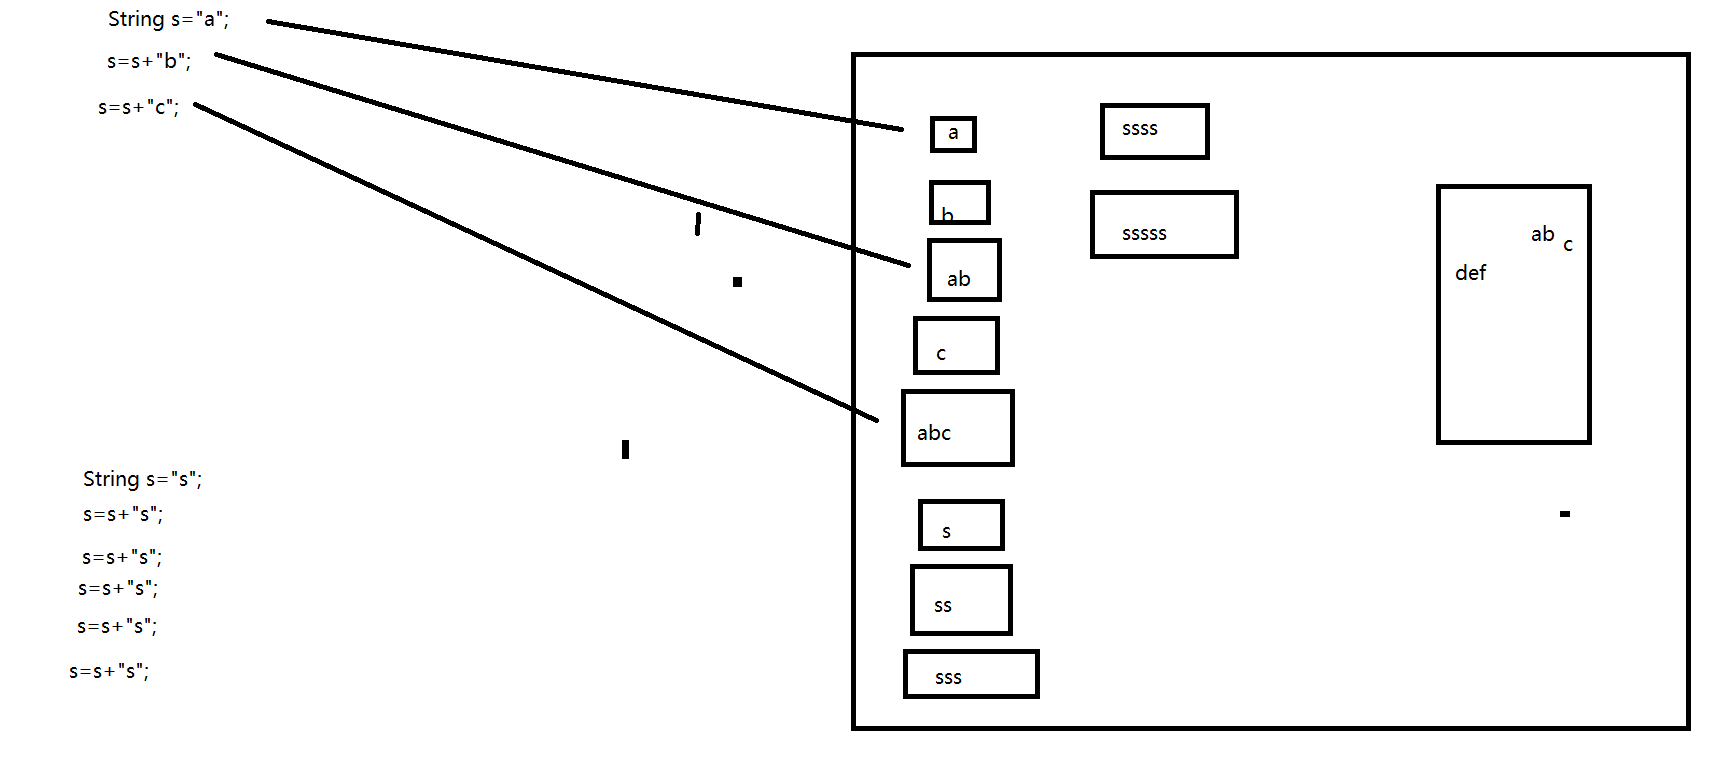 String s="a";
s=s+"b";
s=s+"c";
String s="s";
s=s+"s";
s=s+"s";
s=s+"s";
s=s+"s";
s=s+"s";
a
b
ab
c
abc
s
ss
sss
ssss
sssss
ab c
def